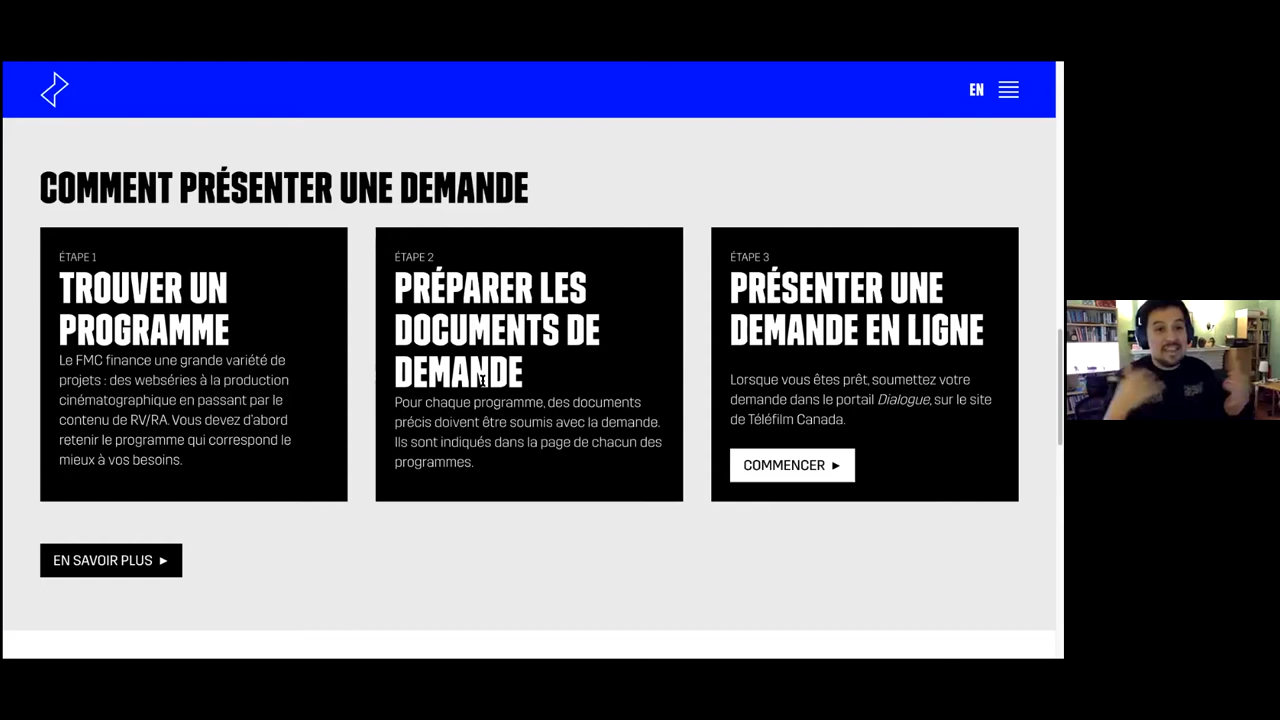 EN
COMMENT PRÉSENTER UNE DEMANDE
ÉTAPE 1
TROUVER UN
PROGRAMME
Le FMC finance une grande variété de
projets : des webséries à la production
cinématographique en passant par le
contenu de RV/RA. Vous devez d'abord
retenir le programme qui correspond le
mieux à vos besoins.
ÉTAPE 2
PRÉPARER LES
DOCUMENTS DE
DEMANDE
Pour chaque programme, des documents
précis doivent être soumis avec la demande.
Ils sont indiqués dans la page de chacun des
programmes.
ÉTAPE 3
PRÉSENTER UNE
DEMANDE EN LIGNE
Lorsque vous êtes prêt, soumettez votre
demande dans le portail Dialogue, sur le site
de Téléfilm Canada.
COMMENCER ►
EN SAVOIR PLUS ►